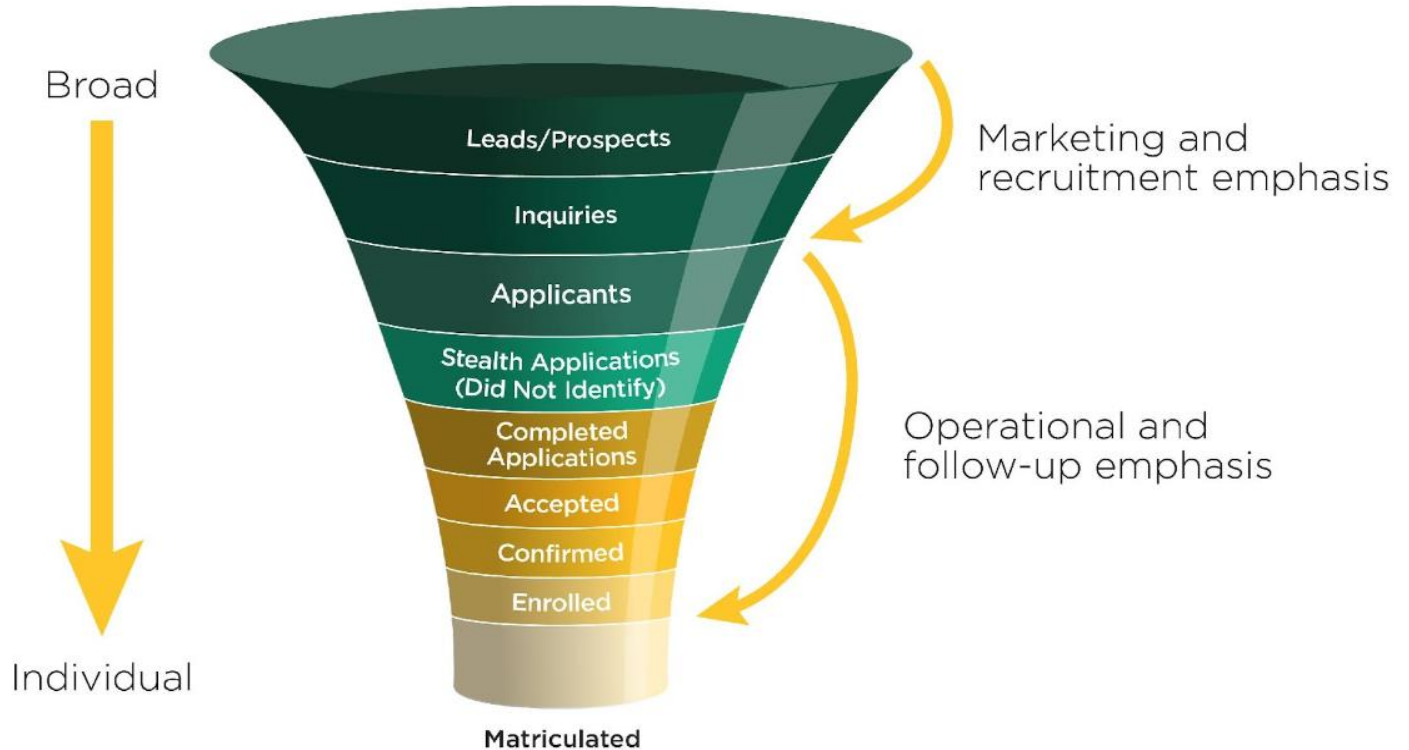 Broad
Leads/Prospects
Inquiries
Applicants
Stealth Applications
(Did Not Identify)
Completed
Applications
Accepted
Confirmed
Enrolled
Matriculated
Individual
Marketing and
recruitment emphasis
Operational and
follow-up emphasis